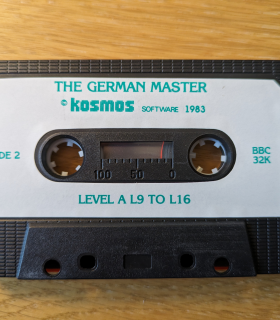 THE GERMAN MASTER
© kosmos SOFTWARE 1983
DE 2
100 50 0
BBC
32K
LEVEL A L9 TO L16